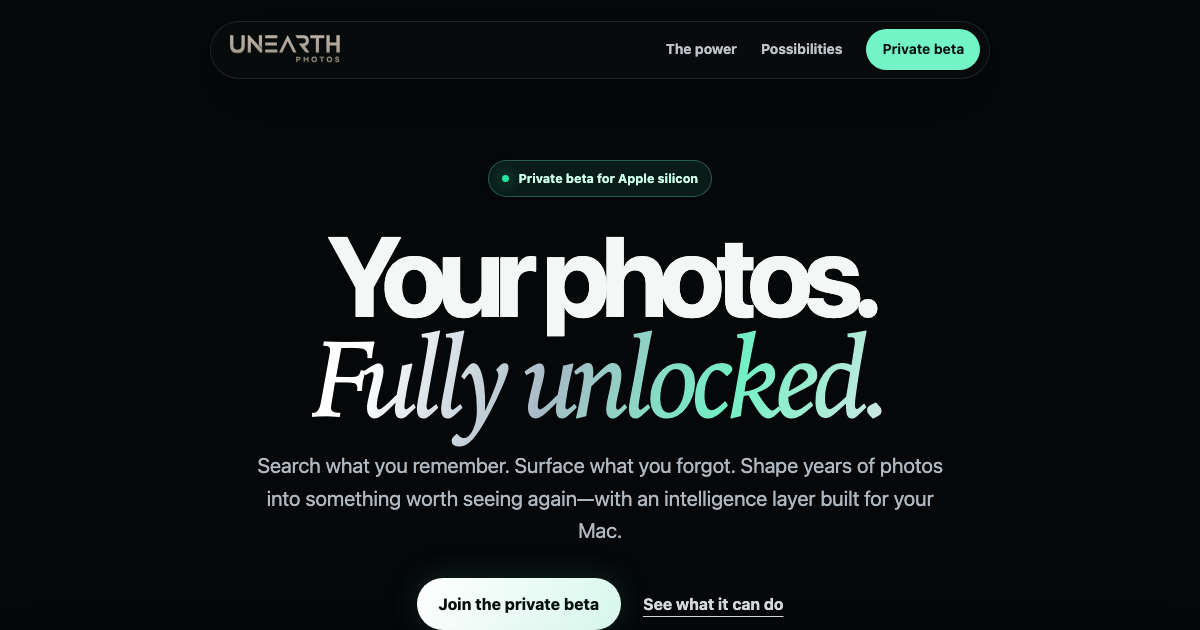 UNEARTH
PHOTOS
The power
Possibilities
Private beta
Private beta for Apple silicon
Your photos.
Fully unlocked.
Search what you remember. Surface what you forgot. Shape years of photos
into something worth seeing again—with an intelligence layer built for your
Mac.
Join the private beta
See what it can do